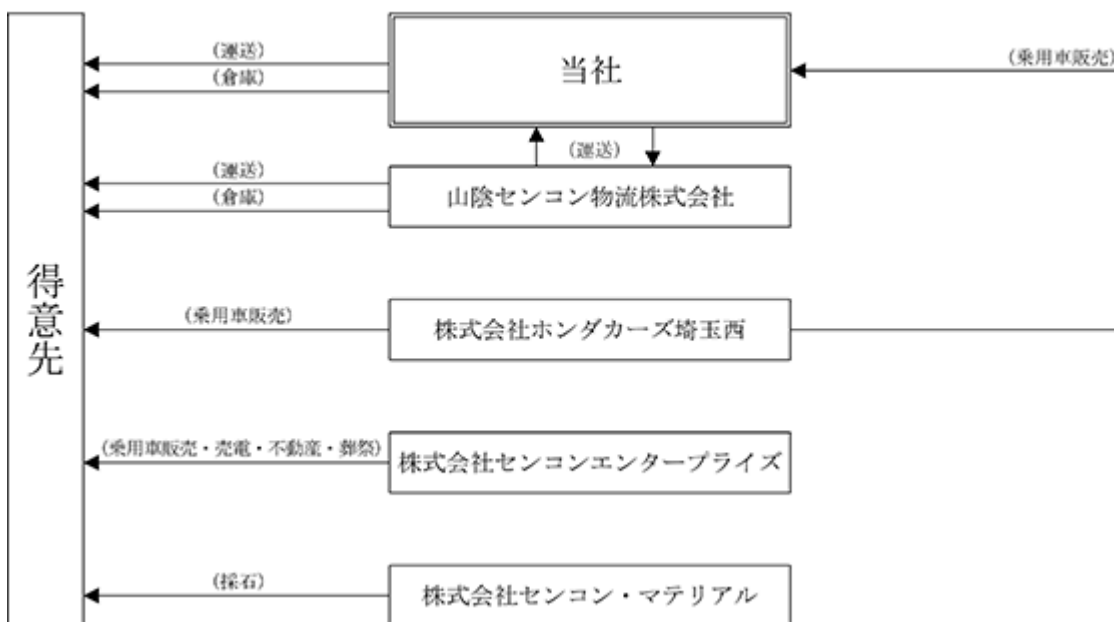 (運送)
(倉庫)
当社
(乗用車販売)
(運送)
(運送)
(倉庫)
山陰センコン物流株式会社
得意先
(乗用車販売)
株式会社ホンダカーズ埼玉西
(乗用車販売・売電・不動産・葬祭)
株式会社センコンエンタープライズ
(採石)
株式会社センコン・マテリアル